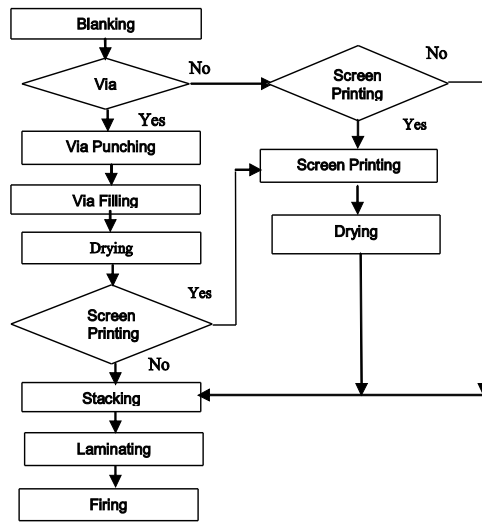 Blanking
Via
No
Screen
Printing
No
Yes
Yes
Via Punching
Screen Printing
Via Filling
Drying
Drying
Yes
Screen
Printing
No
Stacking
Laminating
Firing